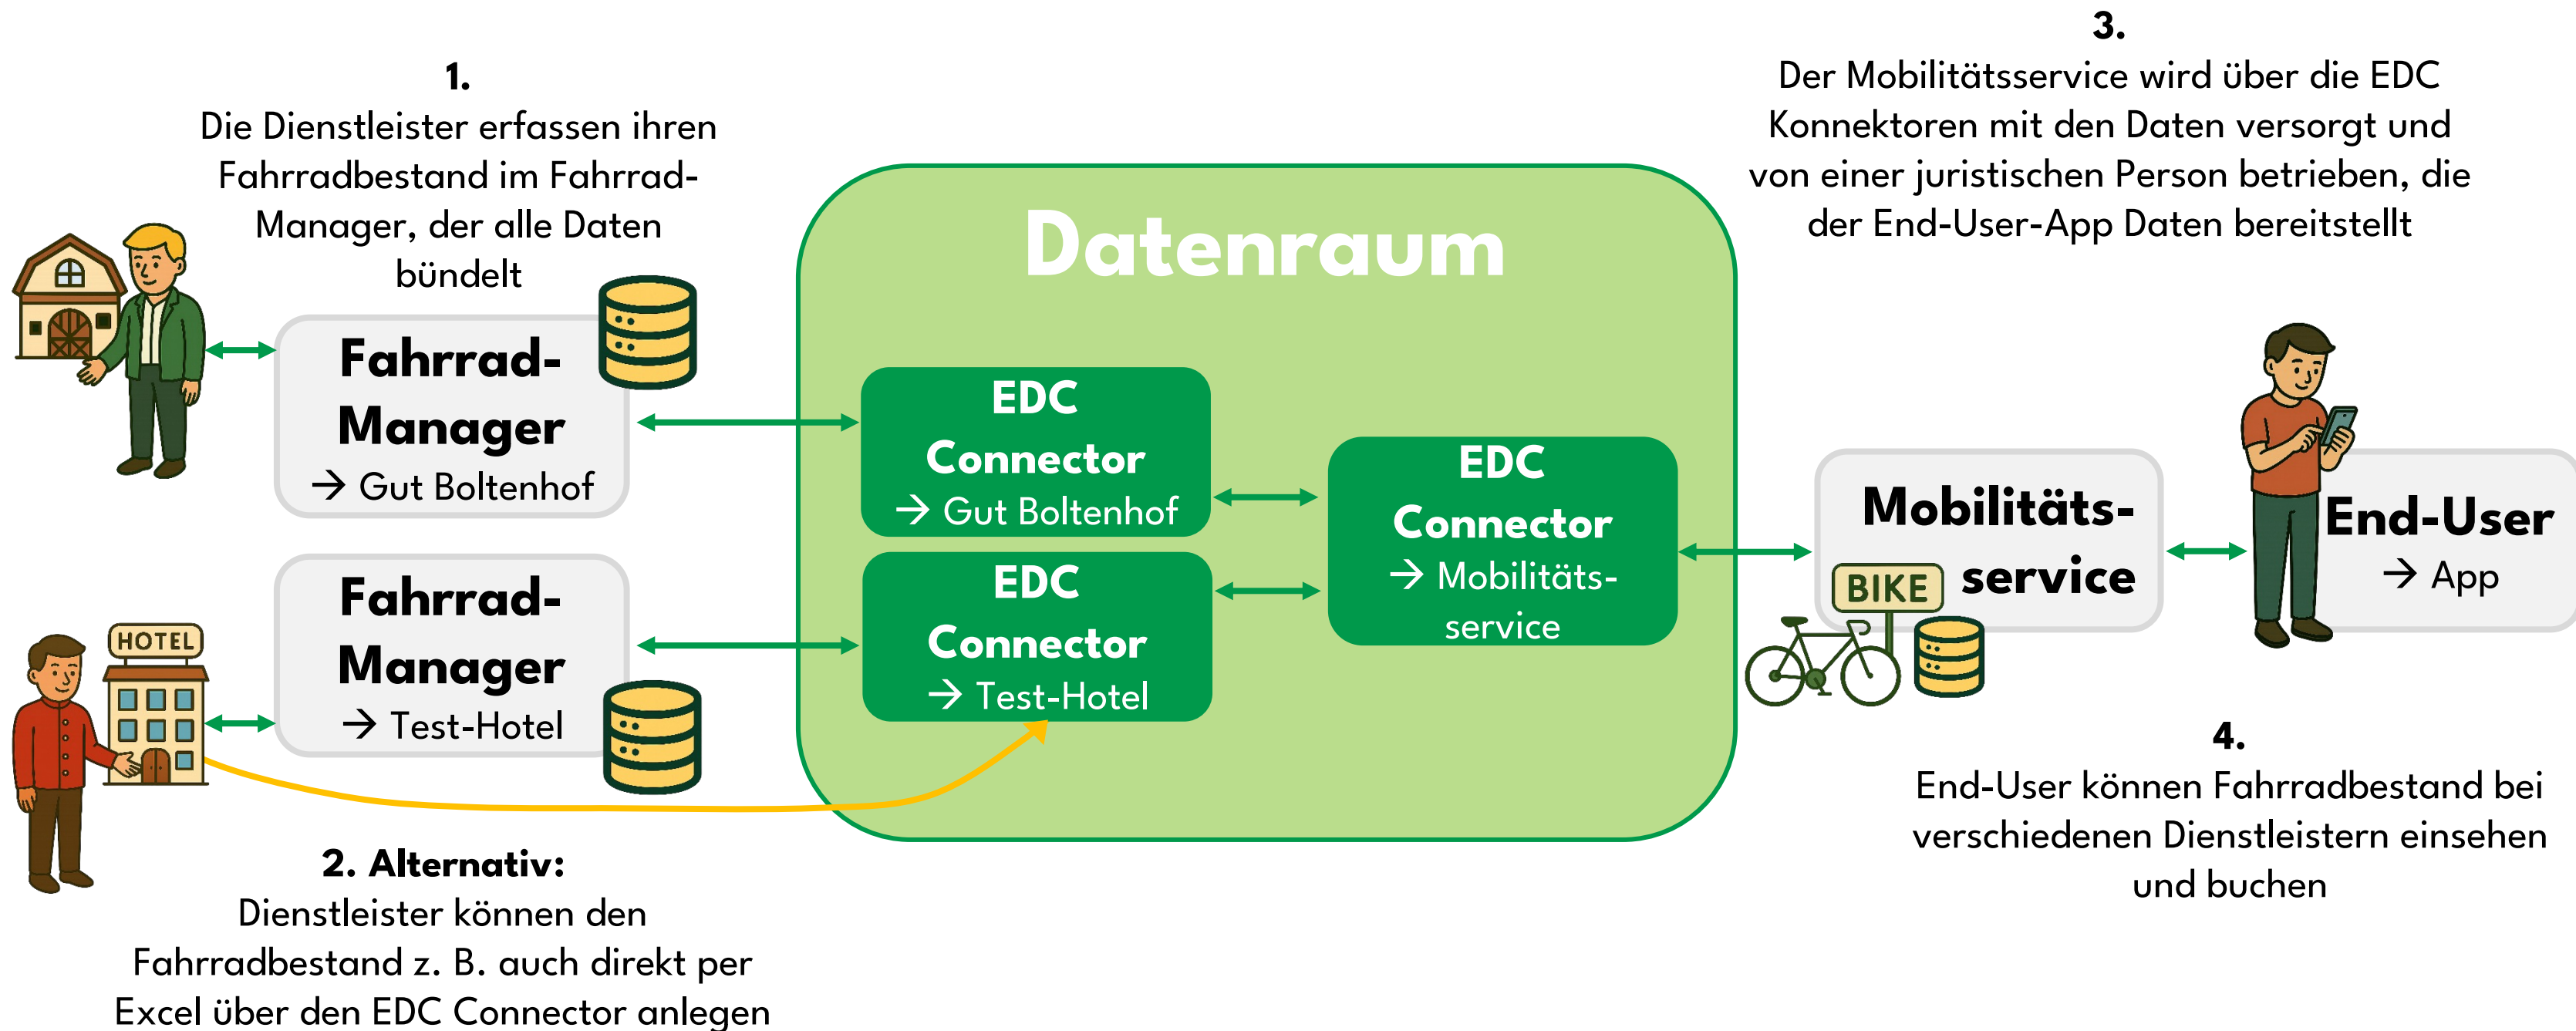 1.
Die Dienstleister erfassen ihren
Fahrradbestand im Fahrrad-
Manager, der alle Daten
bündelt
Fahrrad-
Manager
→ Gut Boltenhof
HOTEL
Fahrrad-
Manager
→ Test-Hotel
2. Alternativ:
Dienstleister können den
Fahrradbestand z. B. auch direkt per
Excel über den EDC Connector anlegen
Datenraum
EDC
Connector
→ Gut Boltenhof
EDC
Connector
→ Test-Hotel
EDC
Connector
→ Mobilitäts-
service
3.
Der Mobilitätsservice wird über die EDC
Konnektoren mit den Daten versorgt und
von einer juristischen Person betrieben, die
der End-User-App Daten bereitstellt
Mobilitäts-
service
BIKE
End-User
→ App
4.
End-User können Fahrradbestand bei
verschiedenen Dienstleistern einsehen
und buchen